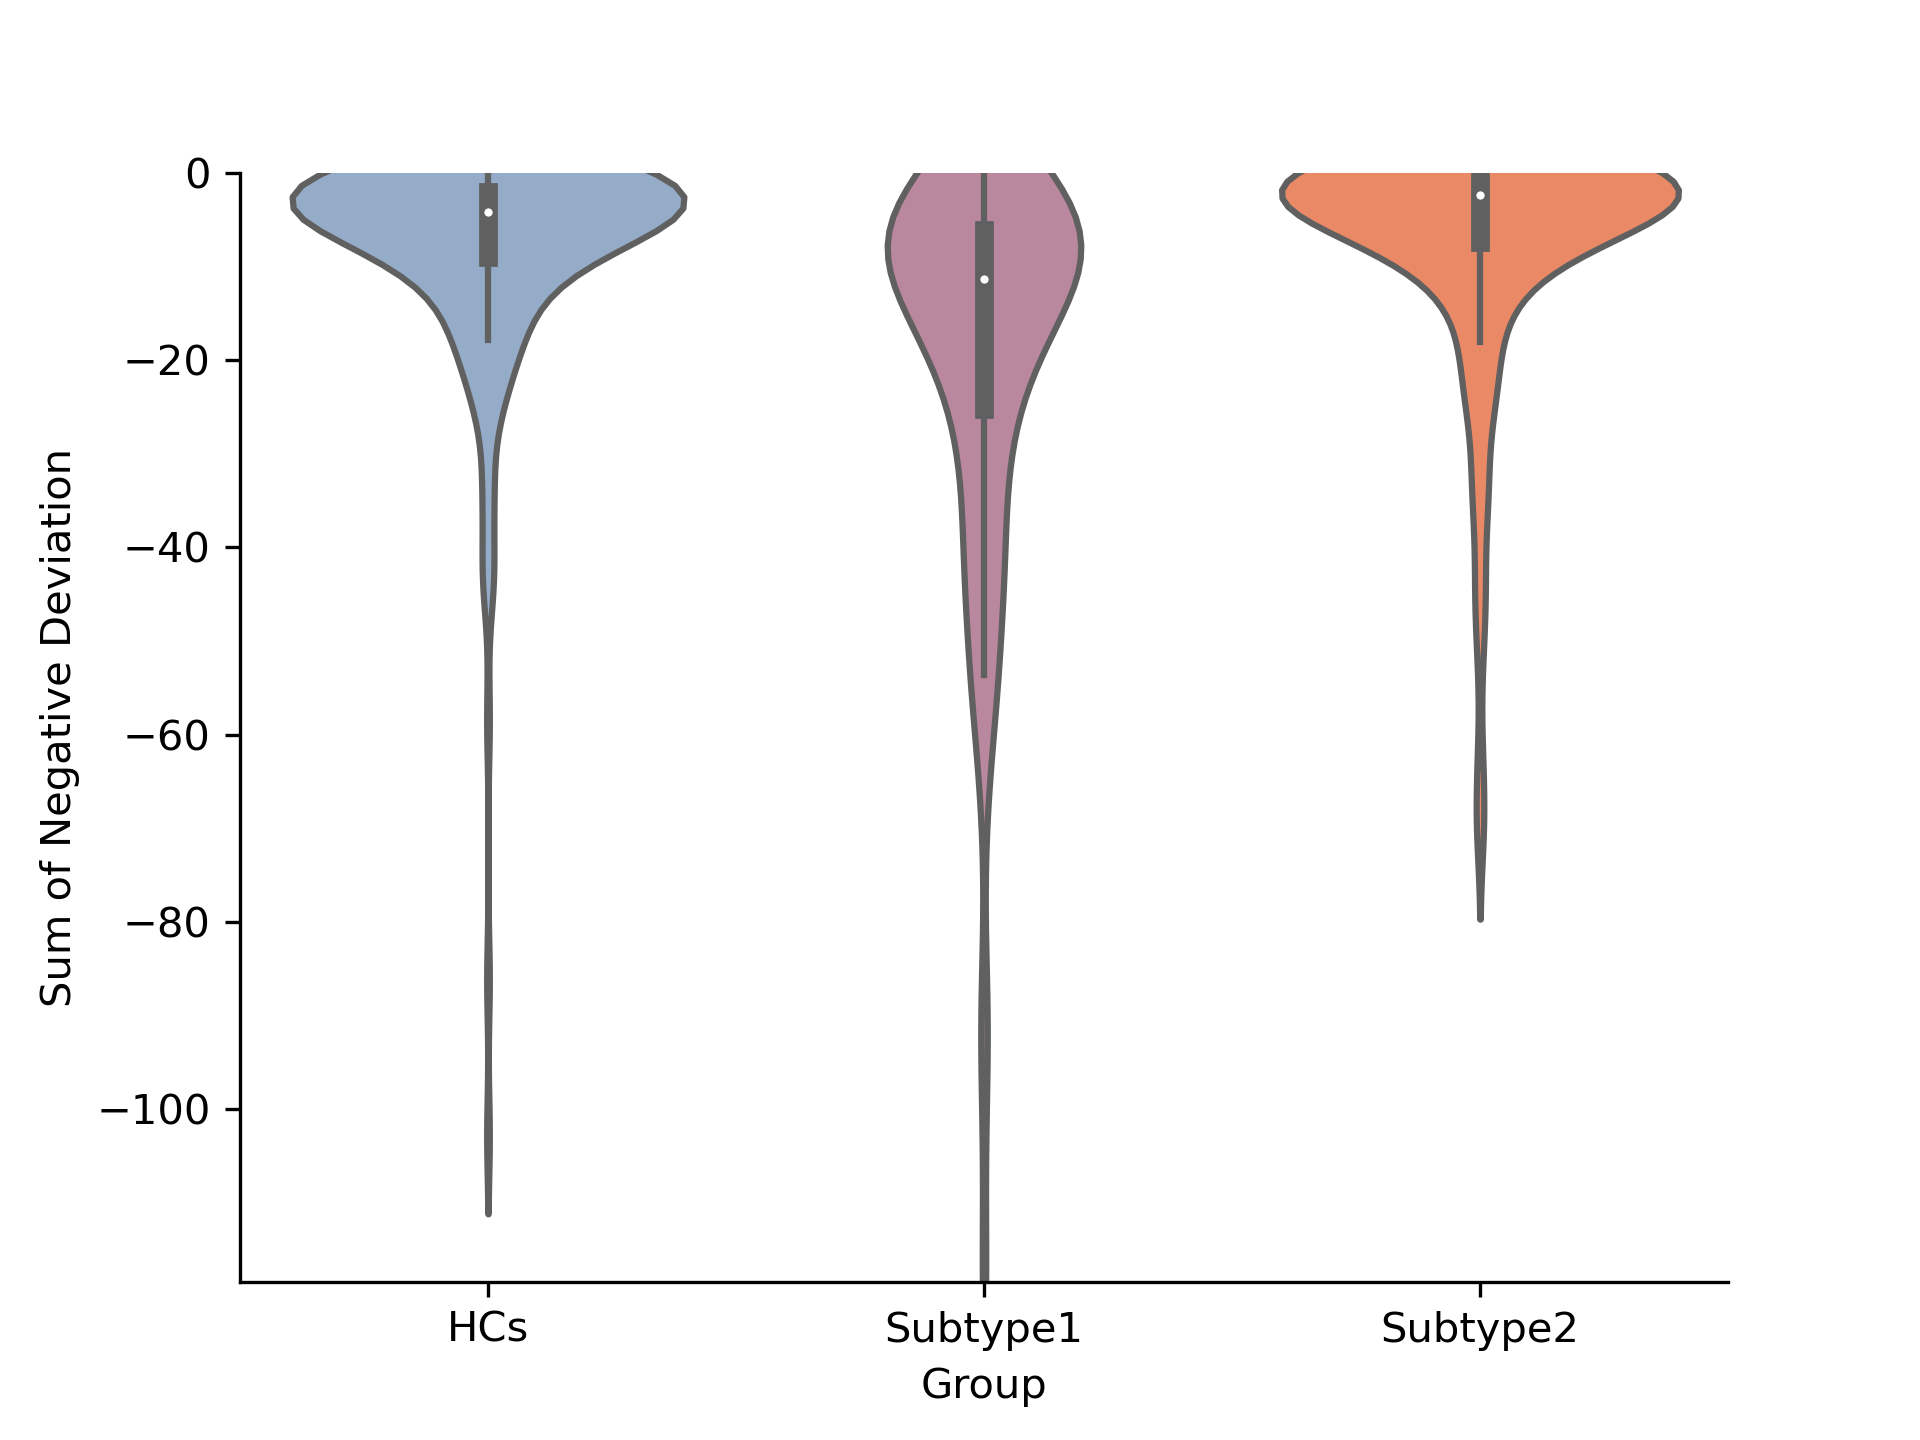 Sum of Negative Deviation
0
−20
−40
−60
−80
−100
HCs
Subtype1
Subtype2
Group